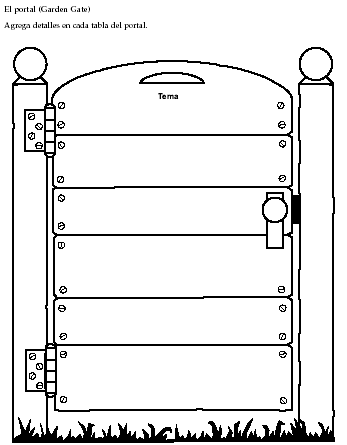 El portal (Garden Gate)
Agrega detalles en cada tabla del portal.
Tema